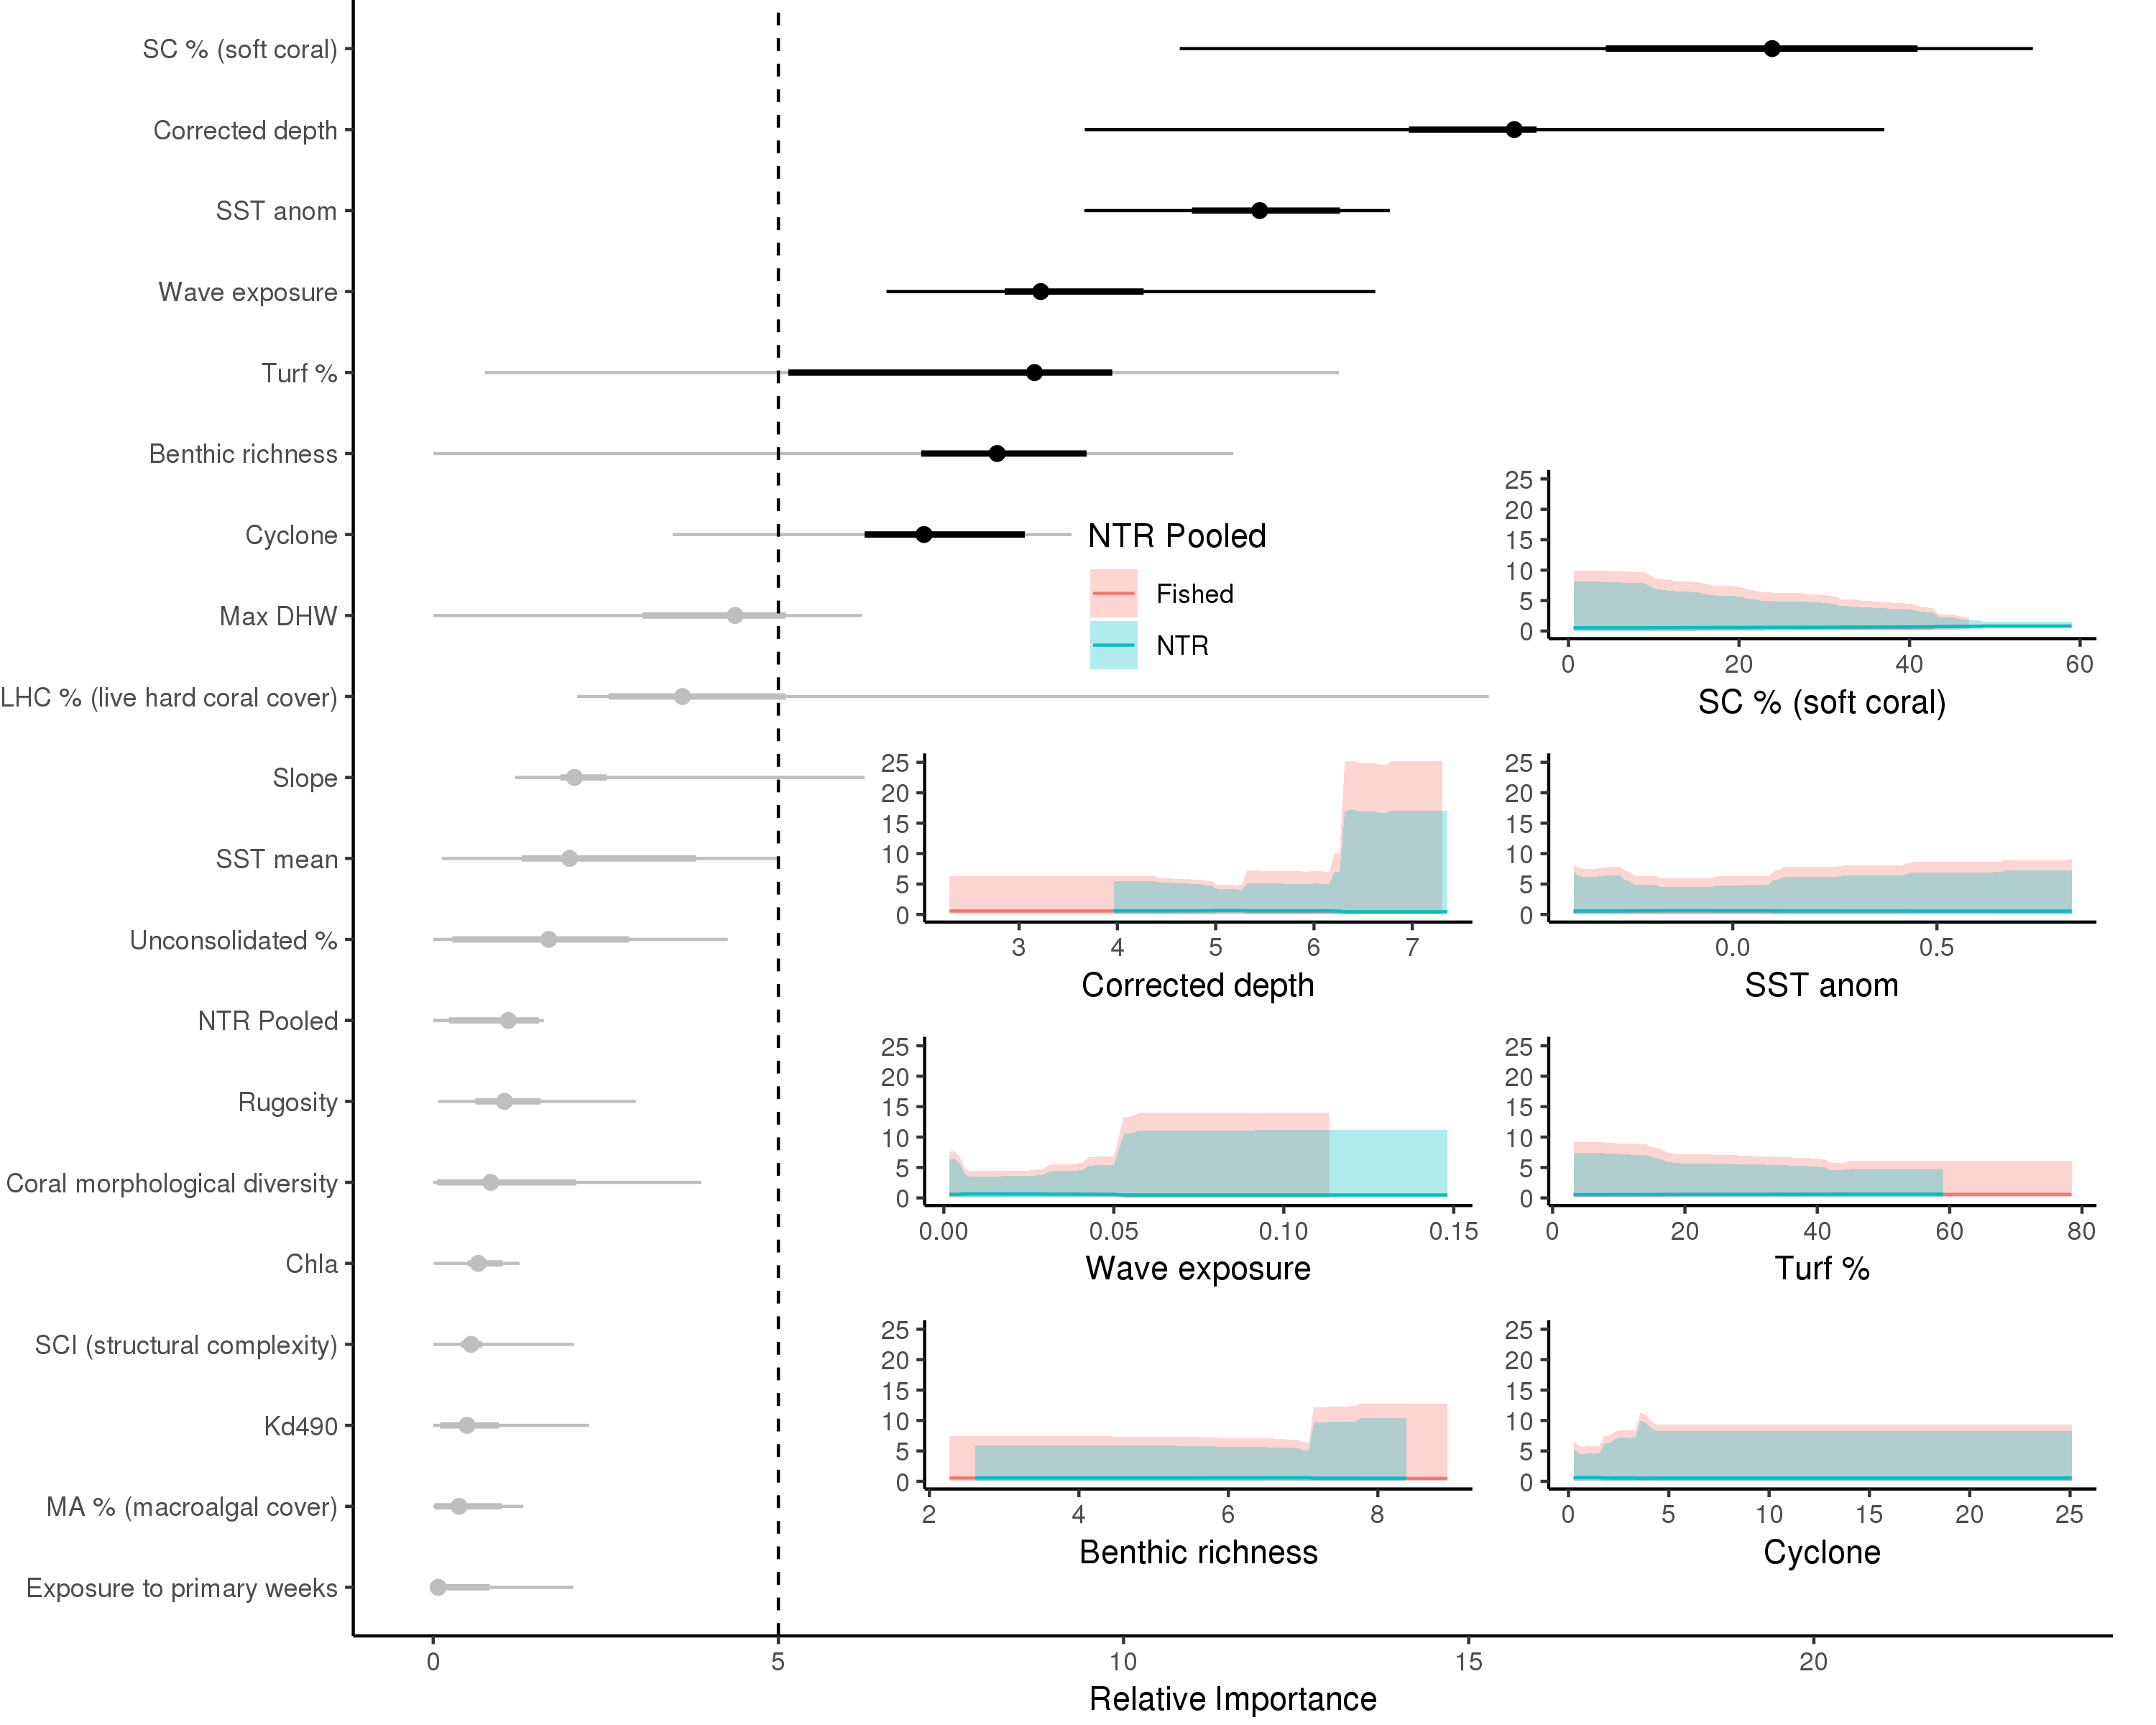 SC % (soft coral)
Corrected depth
SST anom
Wave exposure
Turf %
Benthic richness
Cyclone
Max DHW
LHC % (live hard coral cover)
Slope
SST mean
Unconsolidated %
NTR Pooled
Rugosity
Coral morphological diversity
Chla
SCI (structural complexity)
Kd490
MA % (macroalgal cover)
Exposure to primary weeks
0 5 10 15 20
Relative Importance
NTR Pooled
Fished
NTR
25
20
15
10
5
0
0 20 40 60
SC % (soft coral)
25
20
15
10
5
0
3 4 5 6 7
Corrected depth
25
20
15
10
5
0
0.0 0.5
SST anom
25
20
15
10
5
0
0.00 0.05 0.10 0.15
Wave exposure
25
20
15
10
5
0
0 20 40 60 80
Turf %
25
20
15
10
5
0
2 4 6 8
Benthic richness
25
20
15
10
5
0
0 5 10 15 20 25
Cyclone